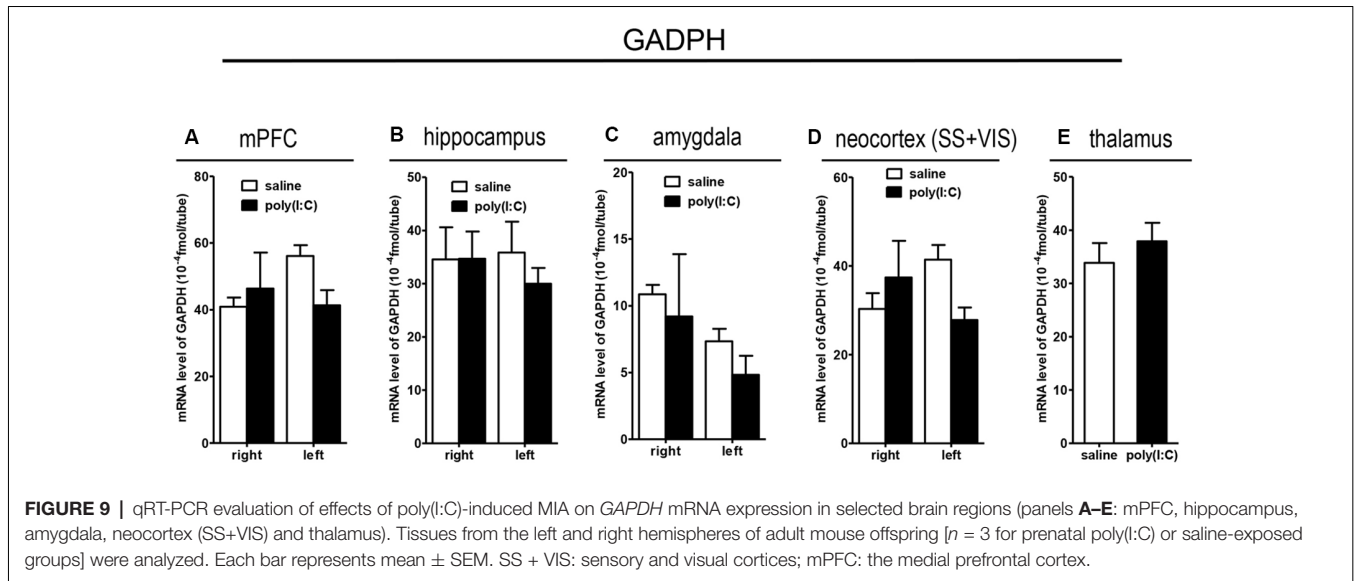 GADPH
A mPFC
80
60
40
20
0
mRNA level of GAPDH (10⁻⁴fmol/tube)
saline
poly(I:C)
right left
B hippocampus
50
40
30
20
10
0
mRNA level of GAPDH (10⁻⁴fmol/tube)
saline
poly(I:C)
right left
C amygdala
20
15
10
5
0
mRNA level of GAPDH (10⁻⁴fmol/tube)
saline
poly(I:C)
right left
D neocortex (SS+VIS)
60
40
20
0
mRNA level of GAPDH (10⁻⁴fmol/tube)
saline
poly(I:C)
right left
E thalamus
50
40
30
20
10
0
mRNA level of GAPDH (10⁻⁴fmol/tube)
saline poly(I:C)
FIGURE 9 | qRT-PCR evaluation of effects of poly(I:C)-induced MIA on GAPDH mRNA expression in selected brain regions (panels A–E: mPFC, hippocampus,
amygdala, neocortex (SS+VIS) and thalamus). Tissues from the left and right hemispheres of adult mouse offspring [n = 3 for prenatal poly(I:C) or saline-exposed
groups] were analyzed. Each bar represents mean ± SEM. SS + VIS: sensory and visual cortices; mPFC: the medial prefrontal cortex.